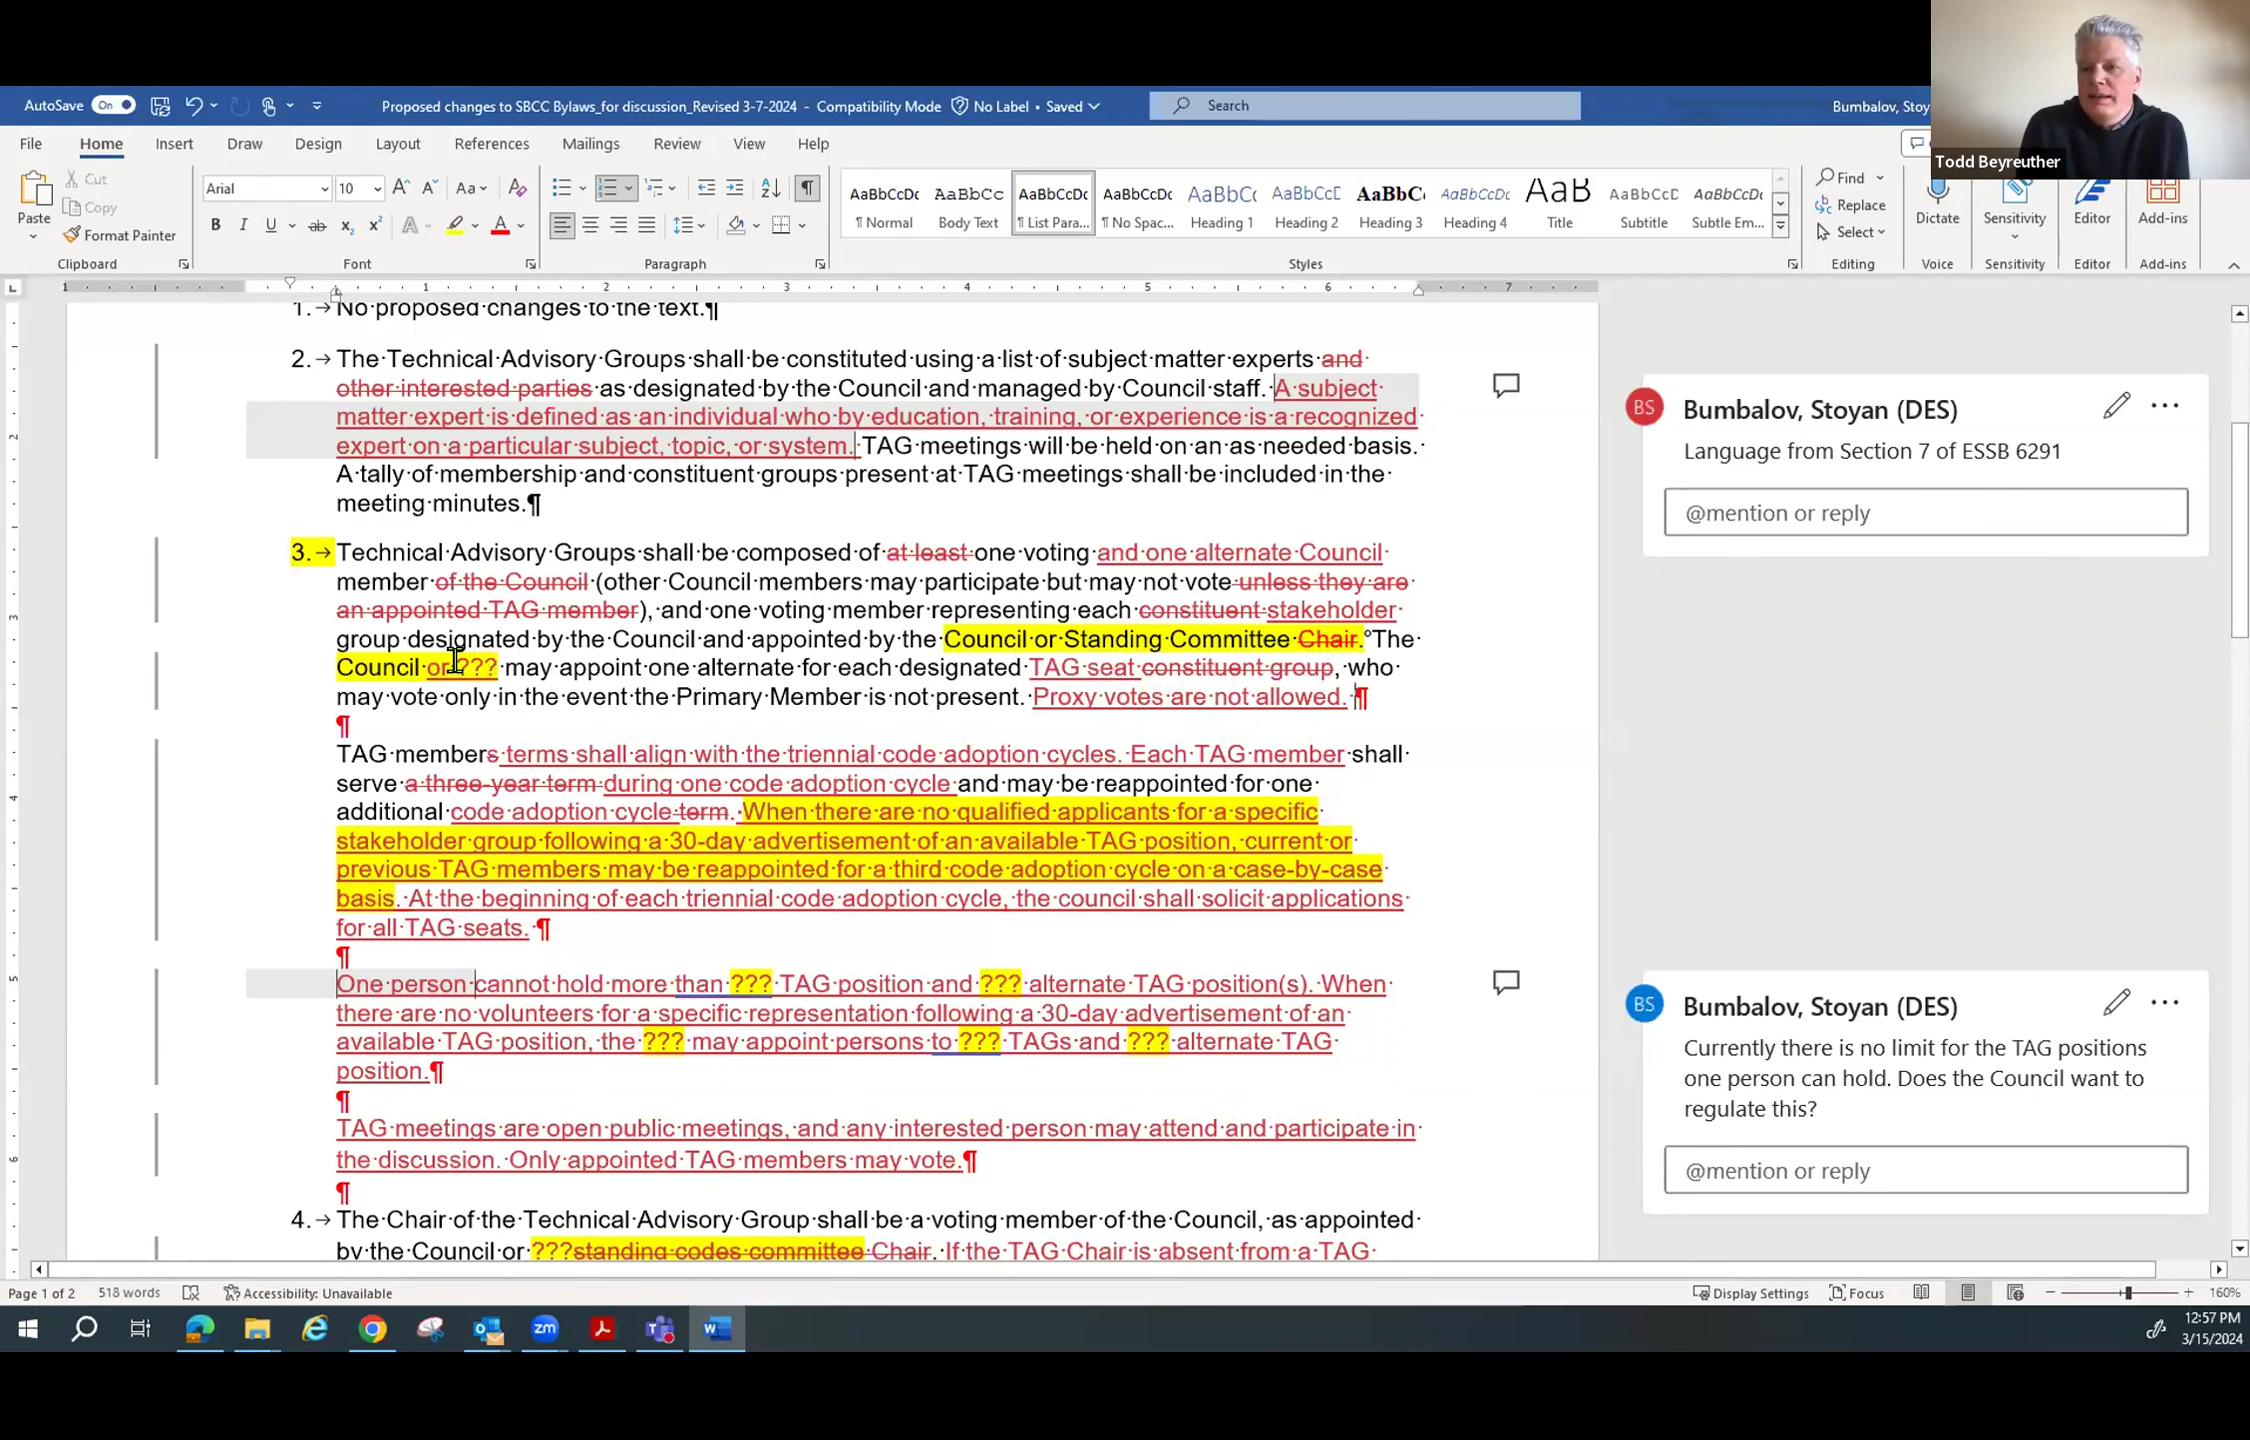 AutoSave On Proposed changes to SBCC Bylaws_for discussion_Revised 3-7-2024 - Compatibility Mode No Label • Saved Search Bumbalov, Stoy
Todd Beyreuther
File Home Insert Draw Design Layout References Mailings Review View Help
Paste Cut Copy Format Painter
Arial 10
AaBbCcDc AaBbCc AaBbCcDc AaBbCcDc AaBbC( AaBbCcD AaBbC( AaBbCcDc AaB AaBbCcD AaBbCcDc
¶ Normal Body Text ¶ List Para... ¶ No Spac... Heading 1 Heading 2 Heading 3 Heading 4 Title Subtitle Subtle Em...
Find Replace Select Dictate Sensitivity Editor Add-ins
Clipboard Font Paragraph Styles Editing Voice Sensitivity Editor Add-ins
1 1 2 3 4 5 6 7
1. No proposed changes to the text.¶
2. The Technical Advisory Groups shall be constituted using a list of subject matter experts and
other interested parties as designated by the Council and managed by Council staff. A subject
matter expert is defined as an individual who by education, training, or experience is a recognized
expert on a particular subject, topic, or system. TAG meetings will be held on an as needed basis.
A tally of membership and constituent groups present at TAG meetings shall be included in the
meeting minutes.¶
3. Technical Advisory Groups shall be composed of at least one voting and one alternate Council
member of the Council (other Council members may participate but may not vote unless they are
an appointed TAG member), and one voting member representing each constituent stakeholder
group designated by the Council and appointed by the Council or Standing Committee Chair.°The
Council or ??? may appoint one alternate for each designated TAG seat constituent group, who
may vote only in the event the Primary Member is not present. Proxy votes are not allowed. ¶
¶
TAG members terms shall align with the triennial code adoption cycles. Each TAG member shall
serve a three-year term during one code adoption cycle and may be reappointed for one
additional code adoption cycle term. When there are no qualified applicants for a specific
stakeholder group following a 30-day advertisement of an available TAG position, current or
previous TAG members may be reappointed for a third code adoption cycle on a case-by-case
basis. At the beginning of each triennial code adoption cycle, the council shall solicit applications
for all TAG seats. ¶
¶
One person cannot hold more than ??? TAG position and ??? alternate TAG position(s). When
there are no volunteers for a specific representation following a 30-day advertisement of an
available TAG position, the ??? may appoint persons to ??? TAGs and ??? alternate TAG
position.¶
¶
TAG meetings are open public meetings, and any interested person may attend and participate in
the discussion. Only appointed TAG members may vote.¶
¶
4. The Chair of the Technical Advisory Group shall be a voting member of the Council, as appointed
by the Council or ???standing codes committee Chair. If the TAG Chair is absent from a TAG
BS Bumbalov, Stoyan (DES)
Language from Section 7 of ESSB 6291
@mention or reply
BS Bumbalov, Stoyan (DES)
Currently there is no limit for the TAG positions
one person can hold. Does the Council want to
regulate this?
@mention or reply
Page 1 of 2 518 words Accessibility: Unavailable Display Settings Focus 160%
12:57 PM
3/15/2024